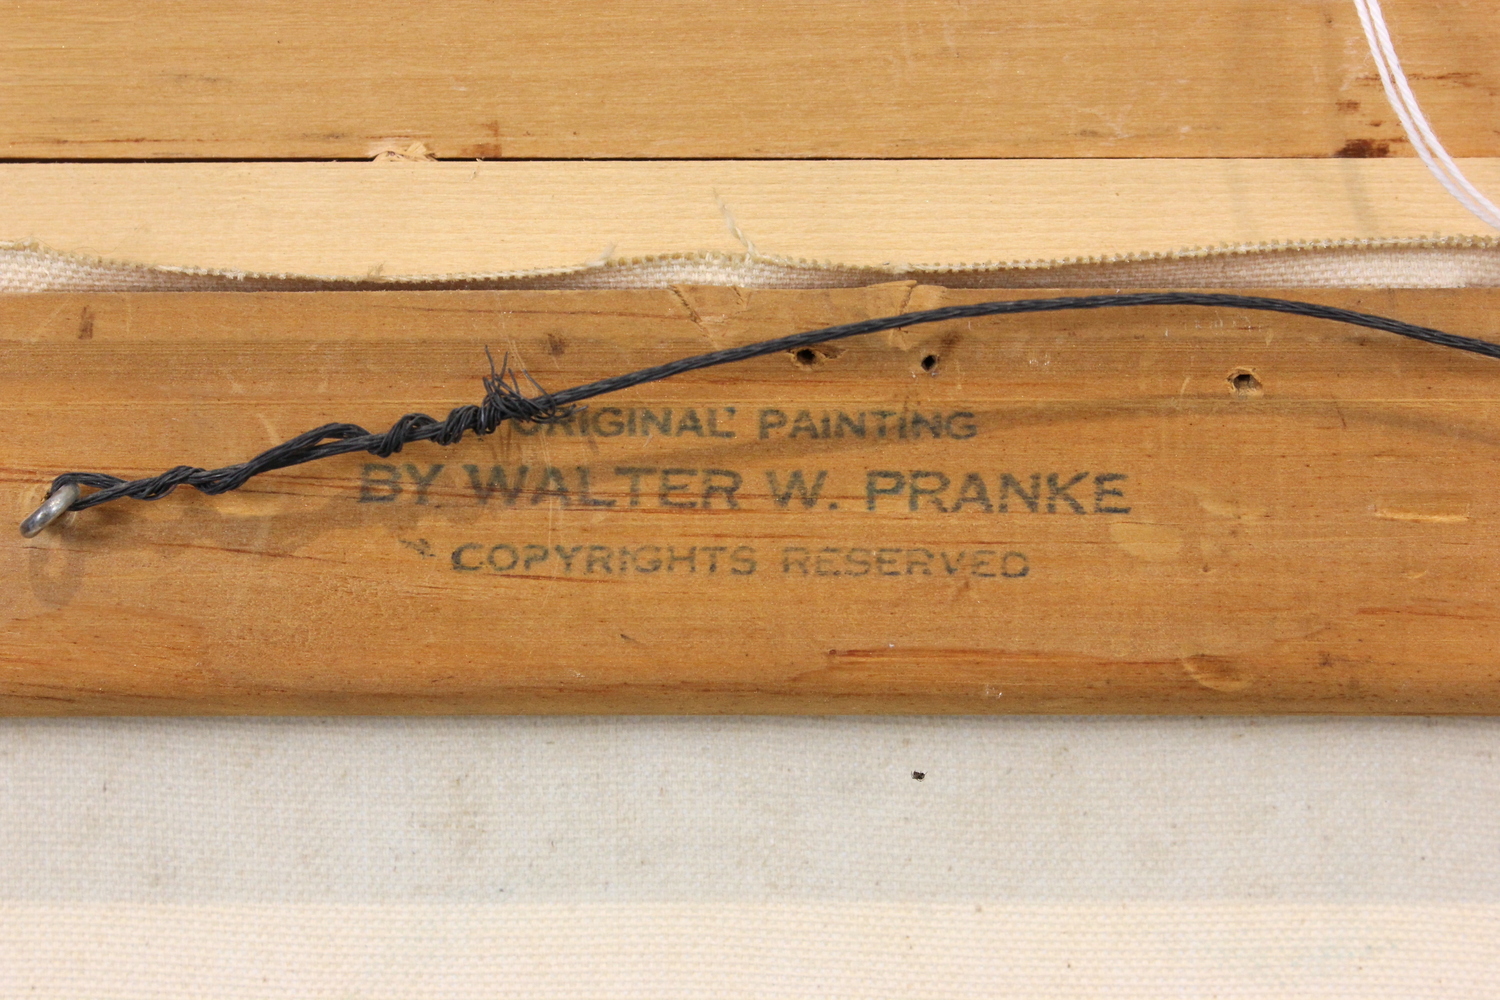 "ORIGINAL" PAINTING
BY WALTER W. PRANKE
COPYRIGHTS RESERVED